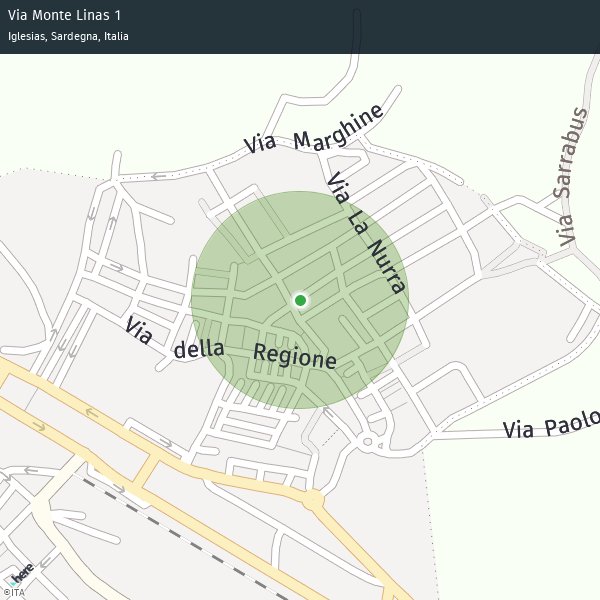 Via Monte Linas 1
Iglesias, Sardegna, Italia
Via Marghine
Via Sarrabus
Via La Nurra
Via della Regione
Via Paolo
here
©ITA